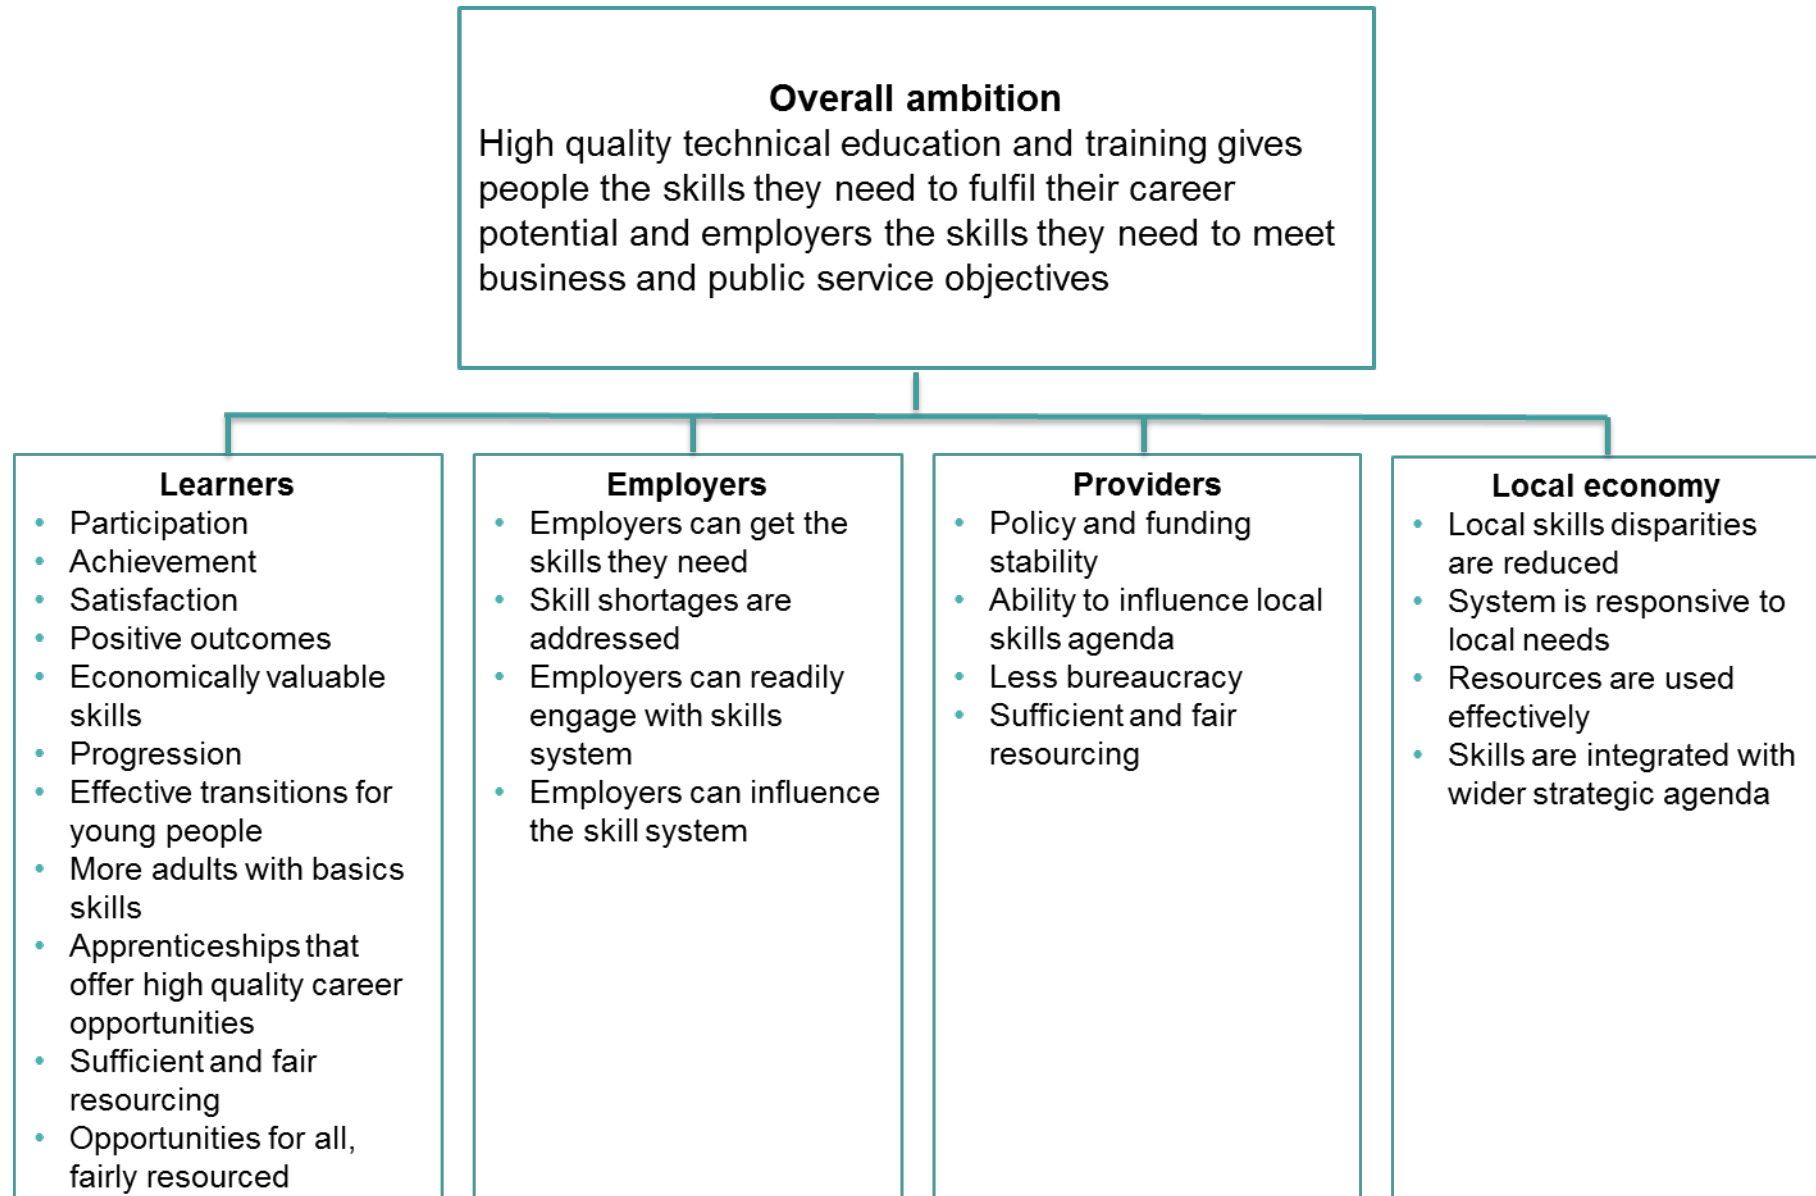 Overall ambition
High quality technical education and training gives
people the skills they need to fulfil their career
potential and employers the skills they need to meet
business and public service objectives
Learners
• Participation
• Achievement
• Satisfaction
• Positive outcomes
• Economically valuable
skills
• Progression
• Effective transitions for
young people
• More adults with basics
skills
• Apprenticeships that
offer high quality career
opportunities
• Sufficient and fair
resourcing
• Opportunities for all,
fairly resourced
Employers
• Employers can get the
skills they need
• Skill shortages are
addressed
• Employers can readily
engage with skills
system
• Employers can influence
the skill system
Providers
• Policy and funding
stability
• Ability to influence local
skills agenda
• Less bureaucracy
• Sufficient and fair
resourcing
Local economy
• Local skills disparities
are reduced
• System is responsive to
local needs
• Resources are used
effectively
• Skills are integrated with
wider strategic agenda